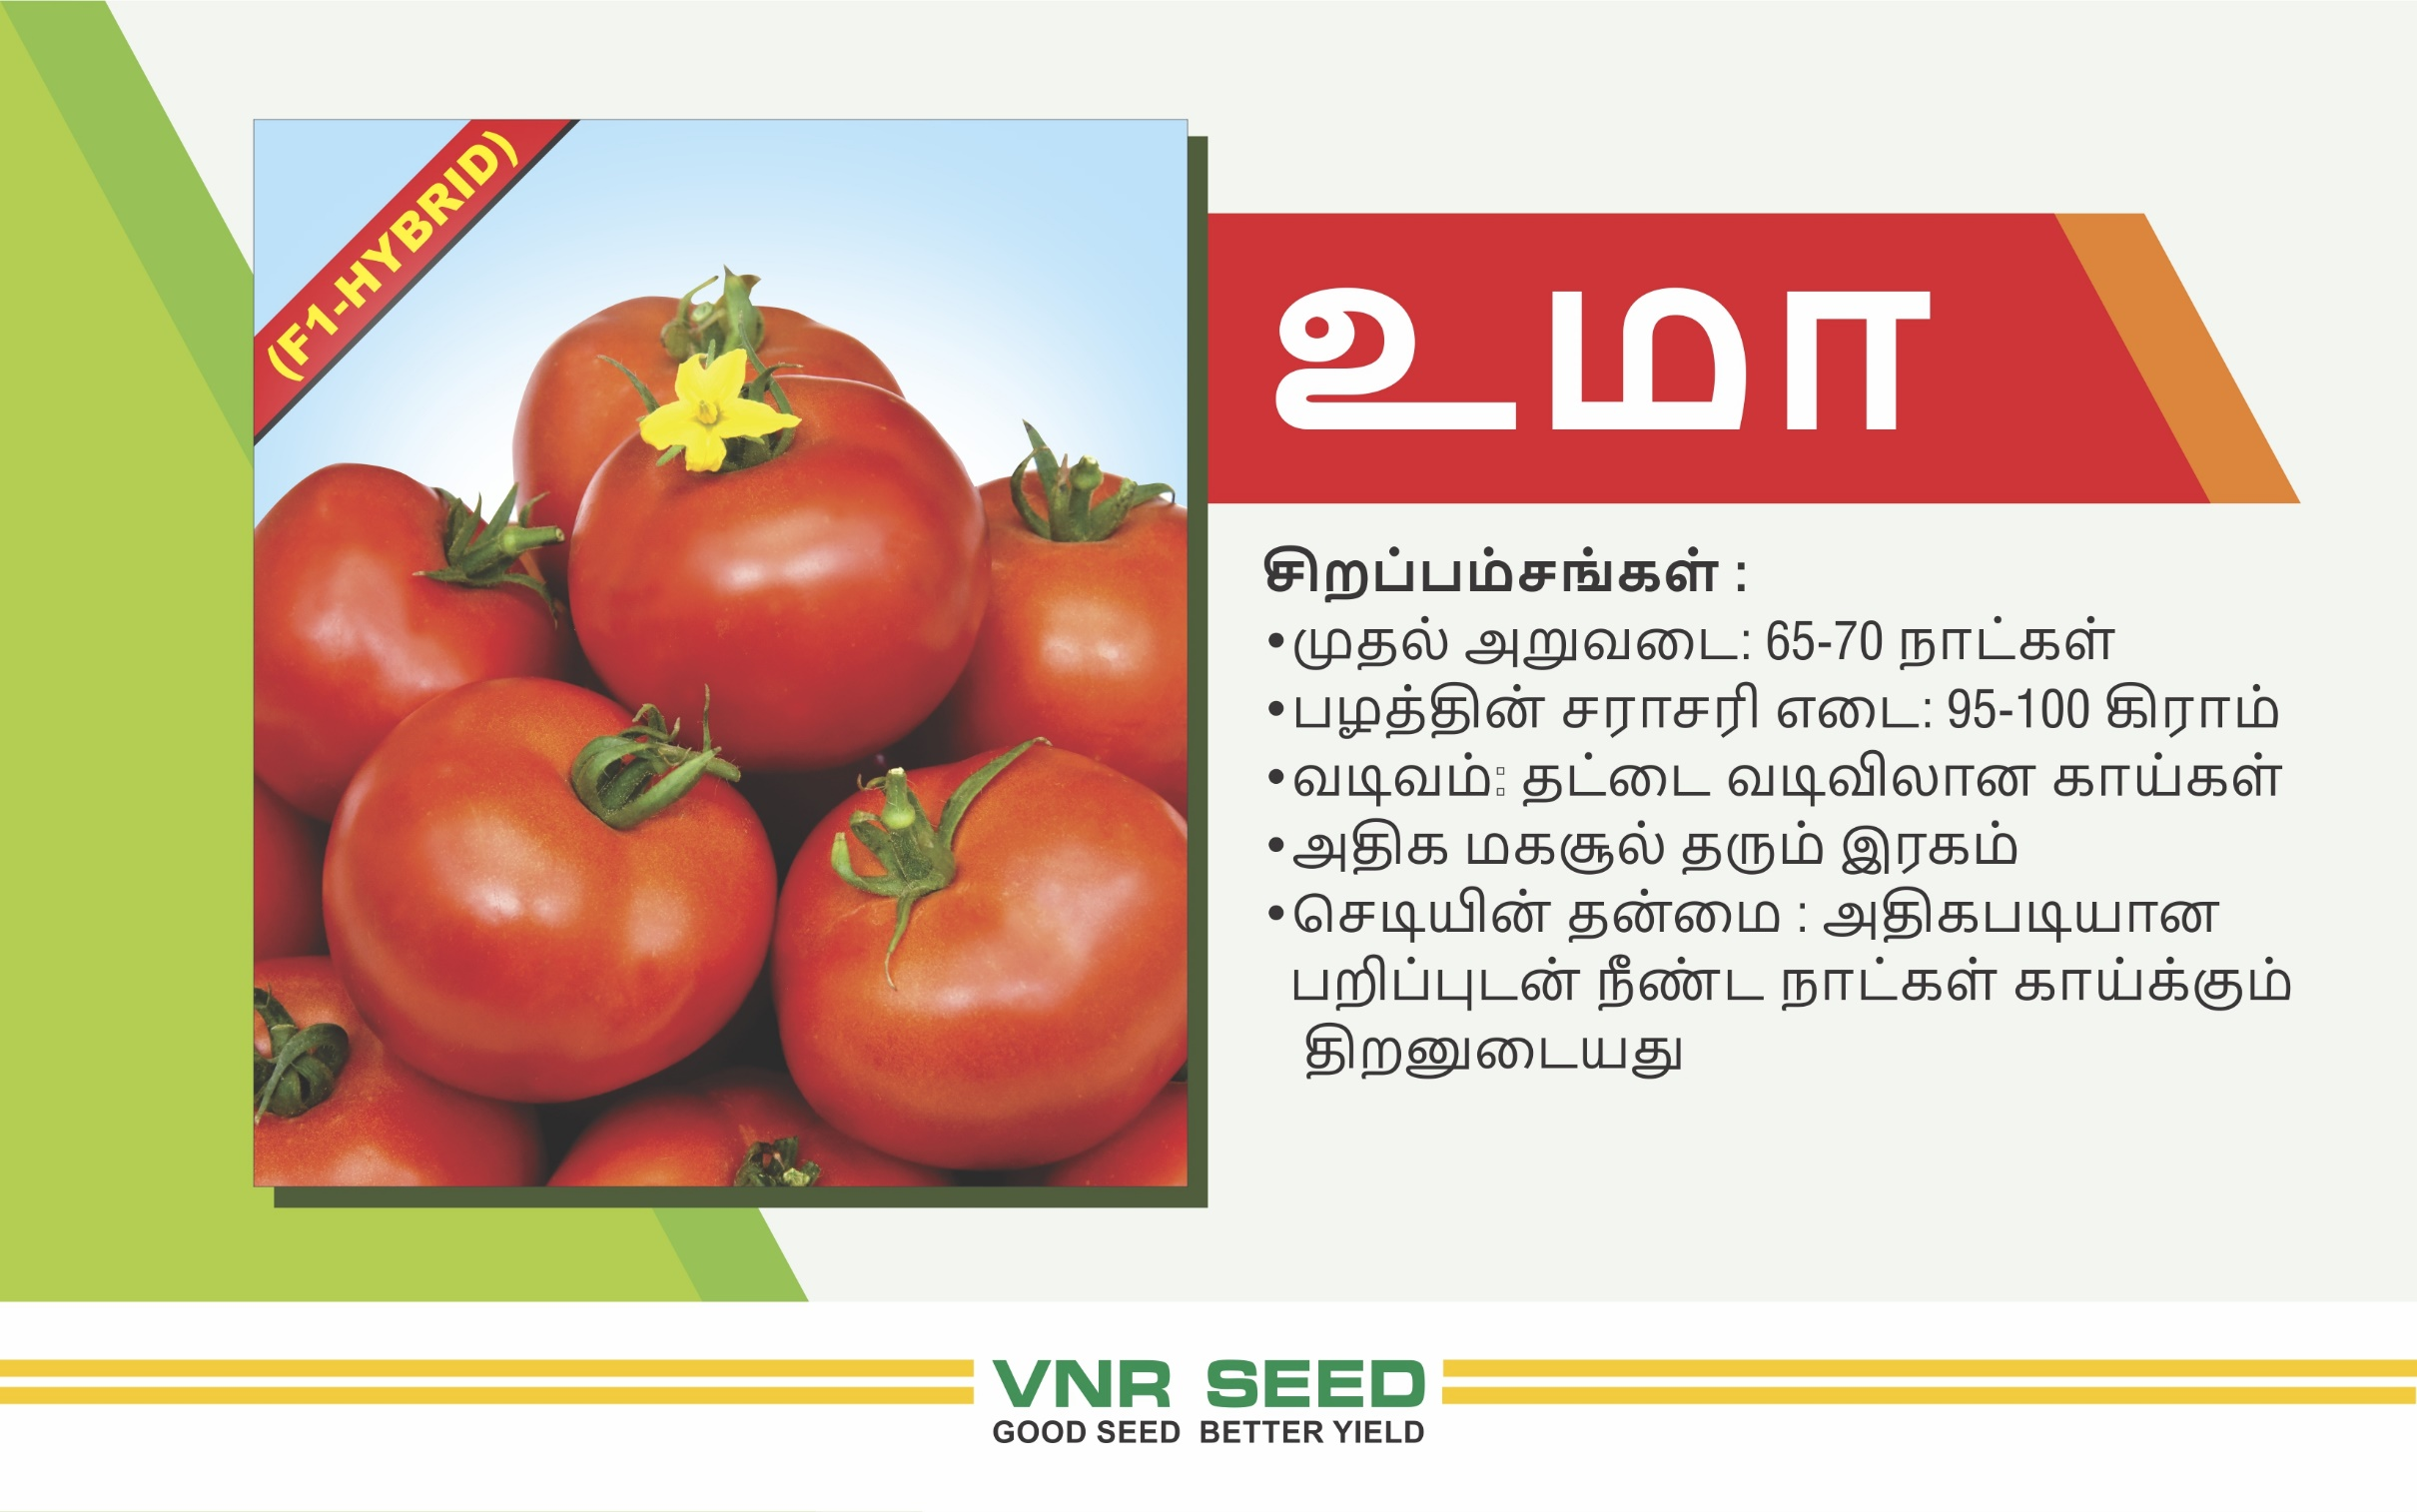 (F1-HYBRID)
உமா
சிறப்பம்சங்கள் :
•முதல் அறுவடை: 65-70 நாட்கள்
•பழத்தின் சராசரி எடை: 95-100 கிராம்
•வடிவம்: தட்டை வடிவிலான காய்கள்
•அதிக மகசூல் தரும் இரகம்
•செடியின் தன்மை : அதிகபடியான
பறிப்புடன் நீண்ட நாட்கள் காய்க்கும்
திறனுடையது
VNR SEED
GOOD SEED BETTER YIELD